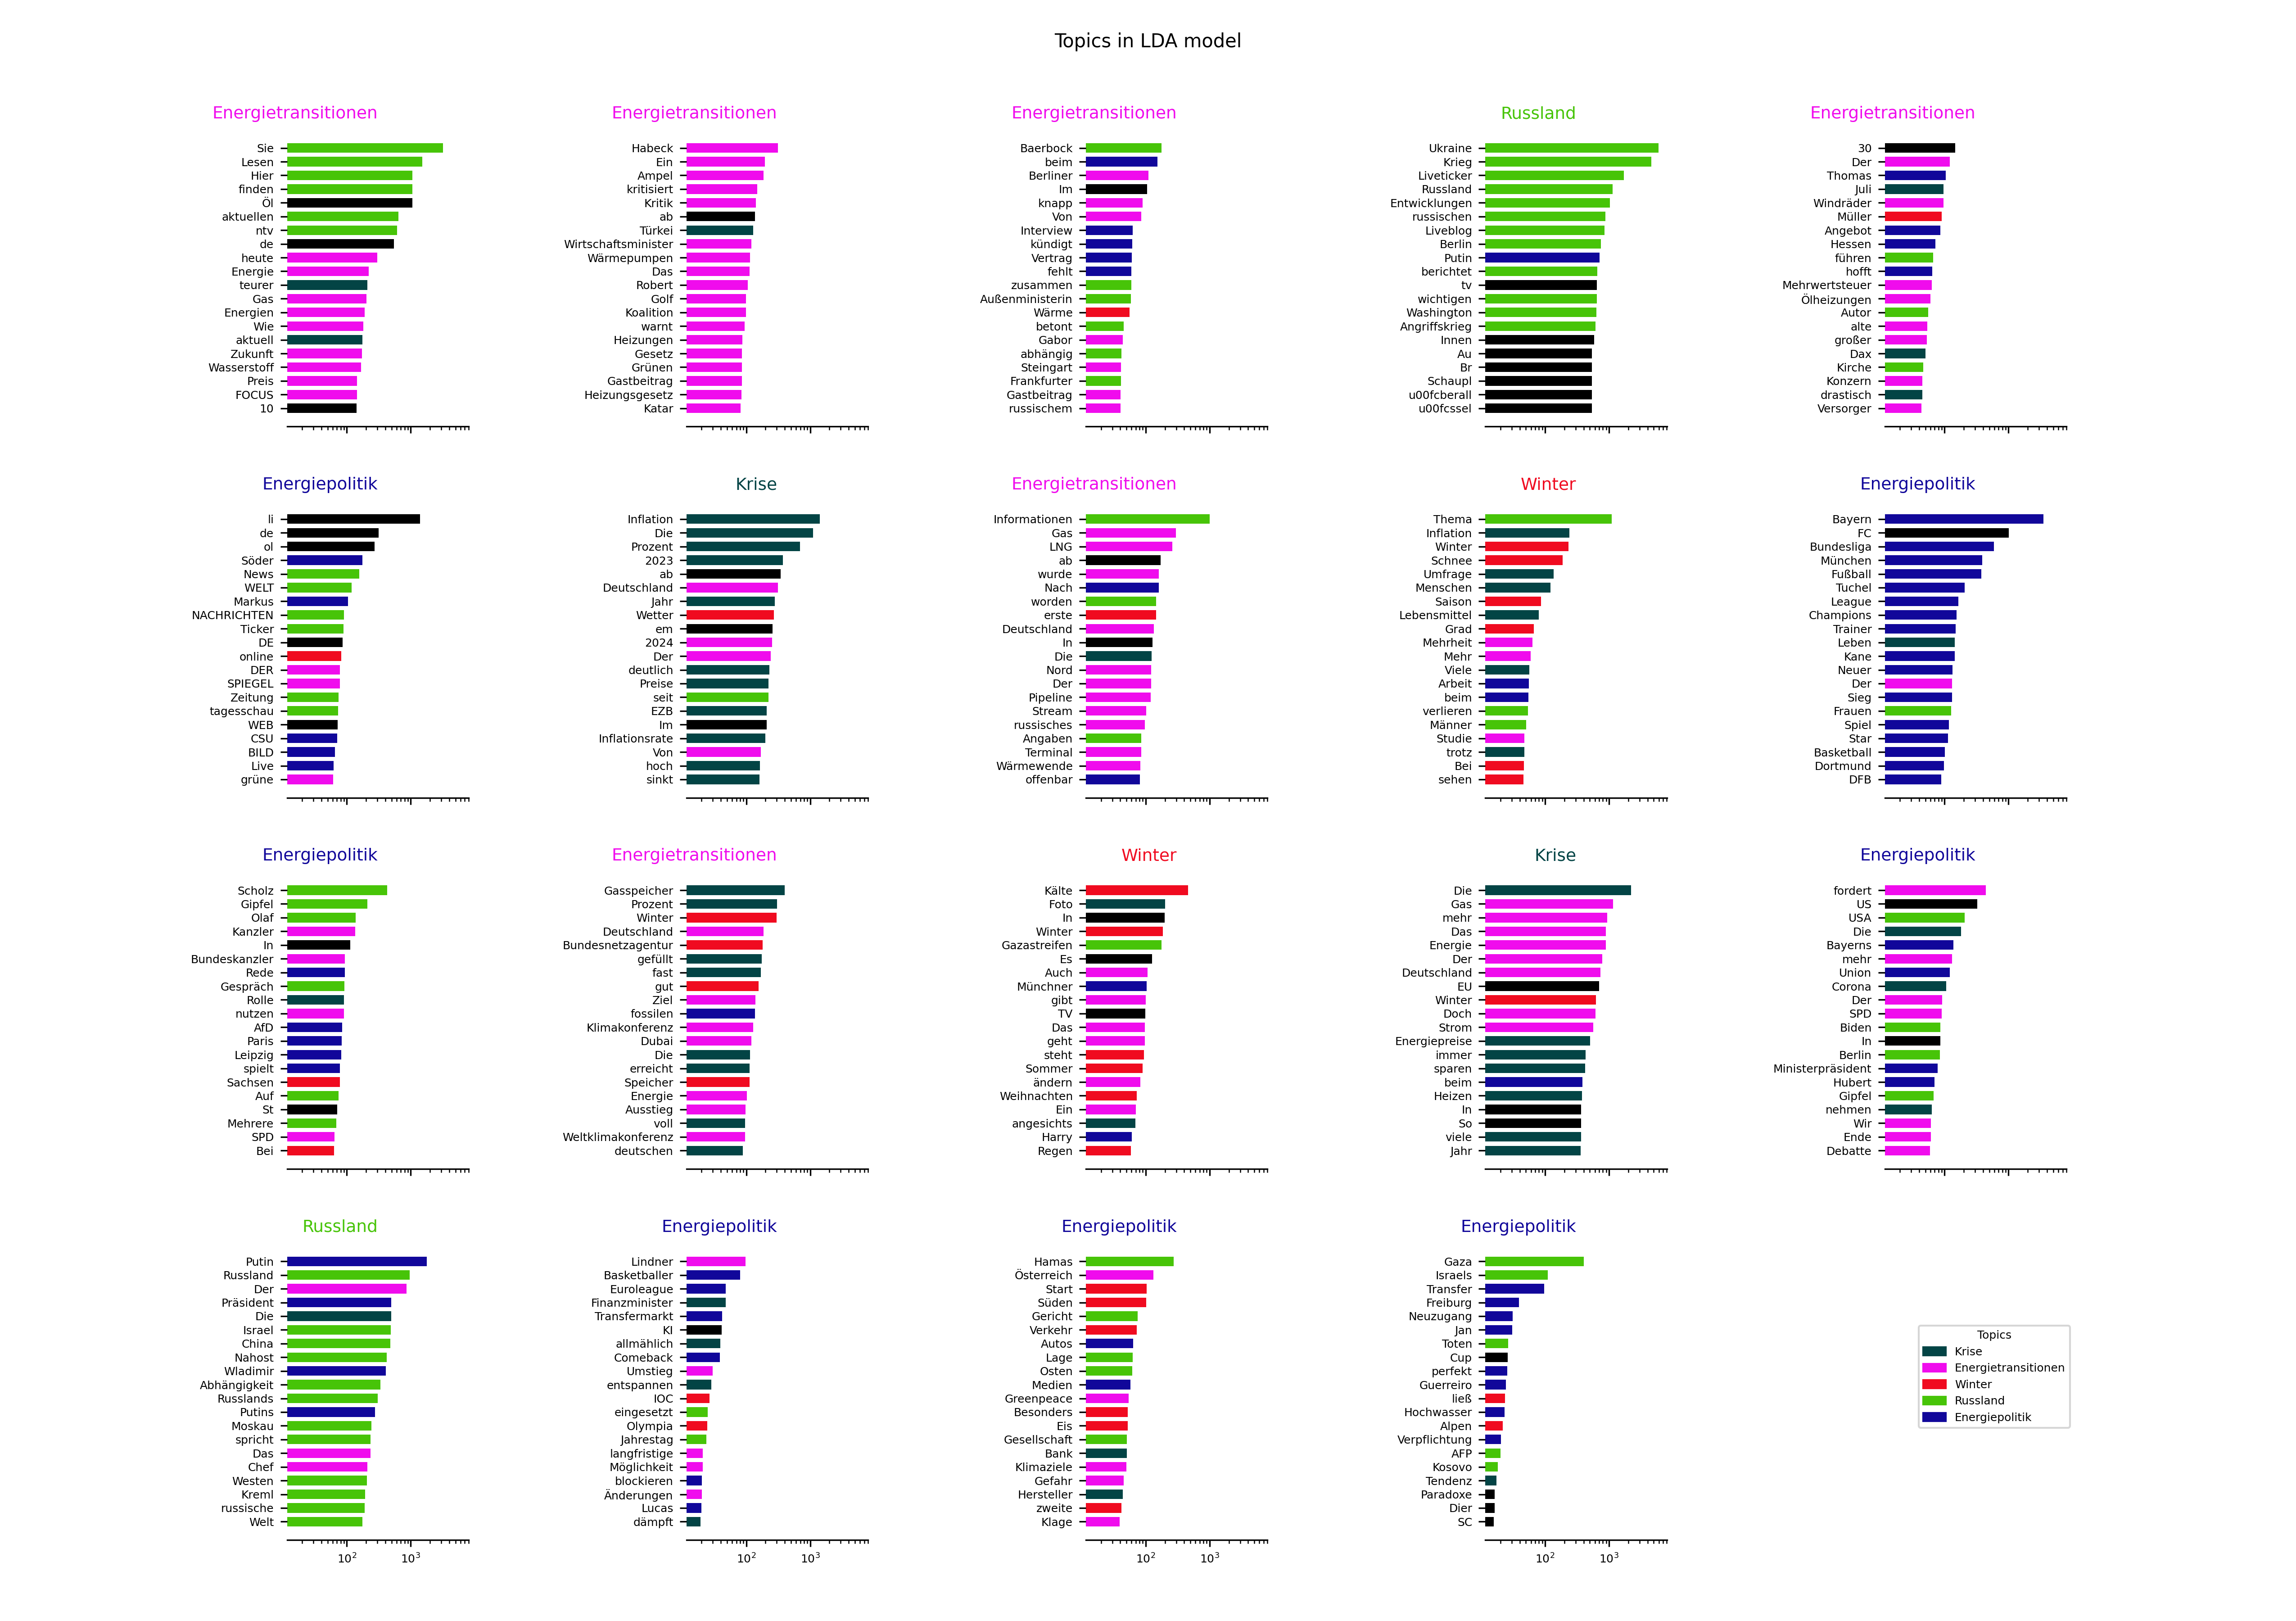 Topics in LDA model
Energietransitionen
Sie
Lesen
Hier
finden
Öl
aktuellen
ntv
de
heute
Energie
teurer
Gas
Energien
Wie
aktuell
Zukunft
Wasserstoff
Preis
FOCUS
10
Energietransitionen
Habeck
Ein
Ampel
kritisiert
Kritik
ab
Türkei
Wirtschaftsminister
Wärmepumpen
Das
Robert
Golf
Koalition
warnt
Heizungen
Gesetz
Grünen
Gastbeitrag
Heizungsgesetz
Katar
Energietransitionen
Baerbock
beim
Berliner
Im
knapp
Von
Interview
kündigt
Vertrag
fehlt
zusammen
Außenministerin
Wärme
betont
Gabor
abhängig
Steingart
Frankfurter
Gastbeitrag
russischem
Russland
Ukraine
Krieg
Liveticker
Russland
Entwicklungen
russischen
Liveblog
Berlin
Putin
berichtet
tv
wichtigen
Washington
Angriffskrieg
Innen
Au
Br
Schaupl
u00fcberall
u00fcssel
Energietransitionen
30
Der
Thomas
Juli
Windräder
Müller
Angebot
Hessen
führen
hofft
Mehrwertsteuer
Ölheizungen
Autor
alte
großer
Dax
Kirche
Konzern
drastisch
Versorger
Energiepolitik
li
de
ol
Söder
News
WELT
Markus
NACHRICHTEN
Ticker
DE
online
DER
SPIEGEL
Zeitung
tagesschau
WEB
CSU
BILD
Live
grüne
Krise
Inflation
Die
Prozent
2023
ab
Deutschland
Jahr
Wetter
em
2024
Der
deutlich
Preise
seit
EZB
Im
Inflationsrate
Von
hoch
sinkt
Energietransitionen
Informationen
Gas
LNG
ab
wurde
Nach
worden
erste
Deutschland
In
Die
Nord
Der
Pipeline
Stream
russisches
Angaben
Terminal
Wärmewende
offenbar
Winter
Thema
Inflation
Winter
Schnee
Umfrage
Menschen
Saison
Lebensmittel
Grad
Mehrheit
Mehr
Viele
Arbeit
beim
verlieren
Männer
Studie
trotz
Bei
sehen
Energiepolitik
Bayern
FC
Bundesliga
München
Fußball
Tuchel
League
Champions
Trainer
Leben
Kane
Neuer
Der
Sieg
Frauen
Spiel
Star
Basketball
Dortmund
DFB
Energiepolitik
Scholz
Gipfel
Olaf
Kanzler
In
Bundeskanzler
Rede
Gespräch
Rolle
nutzen
AfD
Paris
Leipzig
spielt
Sachsen
Auf
St
Mehrere
SPD
Bei
Energietransitionen
Gasspeicher
Prozent
Winter
Deutschland
Bundesnetzagentur
gefüllt
fast
gut
Ziel
fossilen
Klimakonferenz
Dubai
Die
erreicht
Speicher
Energie
Ausstieg
voll
Weltklimakonferenz
deutschen
Winter
Kälte
Foto
In
Winter
Gazastreifen
Es
Auch
Münchner
gibt
TV
Das
geht
steht
Sommer
ändern
Weihnachten
Ein
angesichts
Harry
Regen
Krise
Die
Gas
mehr
Das
Energie
Der
Deutschland
EU
Winter
Doch
Strom
Energiepreise
immer
sparen
beim
Heizen
In
So
viele
Jahr
Energiepolitik
fordert
US
USA
Die
Bayerns
mehr
Union
Corona
Der
SPD
Biden
In
Berlin
Ministerpräsident
Hubert
Gipfel
nehmen
Wir
Ende
Debatte
Russland
Putin
Russland
Der
Präsident
Die
Israel
China
Nahost
Wladimir
Abhängigkeit
Russlands
Putins
Moskau
spricht
Das
Chef
Westen
Kreml
russische
Welt
10² 10³
Energiepolitik
Lindner
Basketballer
Euroleague
Finanzminister
Transfermarkt
KI
allmählich
Comeback
Umstieg
entspannen
IOC
eingesetzt
Olympia
Jahrestag
langfristige
Möglichkeit
blockieren
Änderungen
Lucas
dämpft
10² 10³
Energiepolitik
Hamas
Österreich
Start
Süden
Gericht
Verkehr
Autos
Lage
Osten
Medien
Greenpeace
Besonders
Eis
Gesellschaft
Bank
Klimaziele
Gefahr
Hersteller
zweite
Klage
10² 10³
Energiepolitik
Gaza
Israels
Transfer
Freiburg
Neuzugang
Jan
Toten
Cup
perfekt
Guerreiro
ließ
Hochwasser
Alpen
Verpflichtung
AFP
Kosovo
Tendenz
Paradoxe
Dier
SC
10² 10³
Topics
Krise
Energietransitionen
Winter
Russland
Energiepolitik